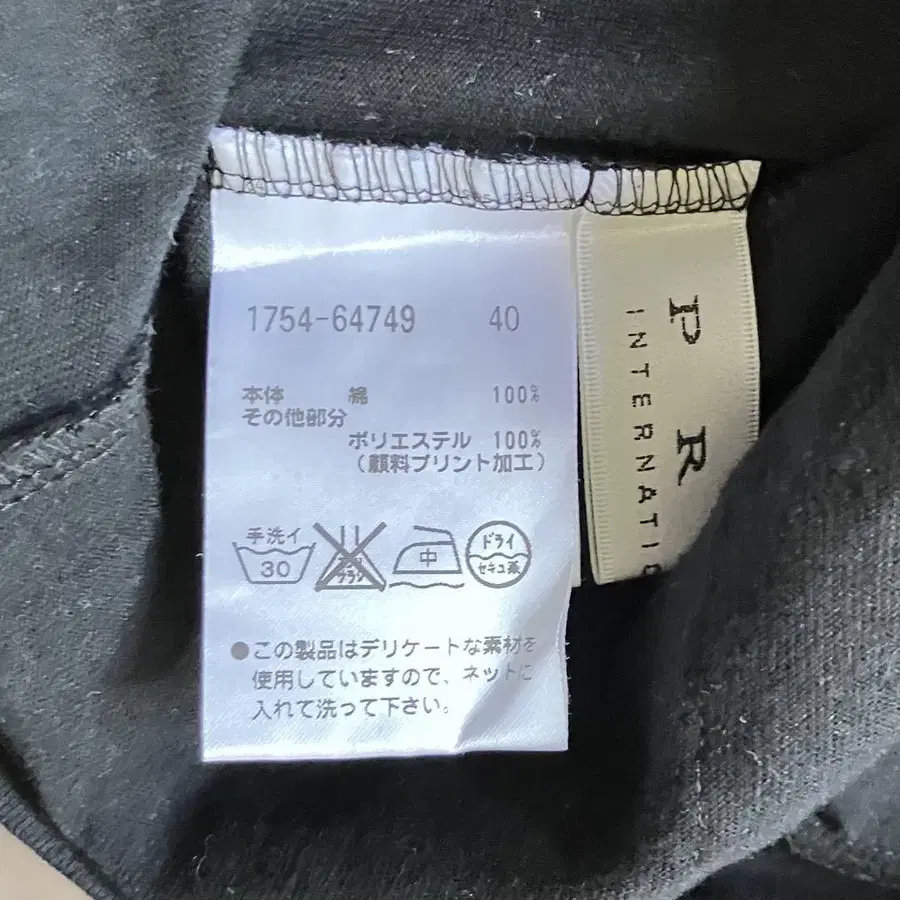 1754-64749 40
本体 綿 100%
その他部分
ポリエステル 100%
(顔料プリント加工)
手洗イ
30
中
ドライ
セキユ系
●この製品はデリケートな素材を
使用していますので、ネットに
入れて洗って下さい。
P R
INTERNATIO